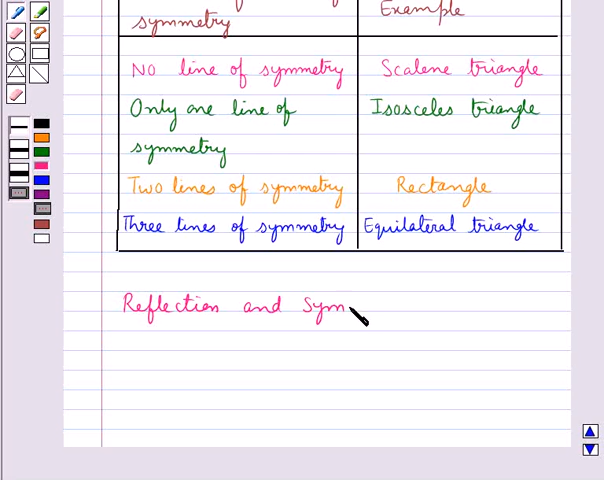 symmetry Example
No line of symmetry Scalene triangle
Only one line of Isosceles triangle
symmetry
Two lines of symmetry Rectangle
Three lines of symmetry Equilateral triangle
Reflection and Sym